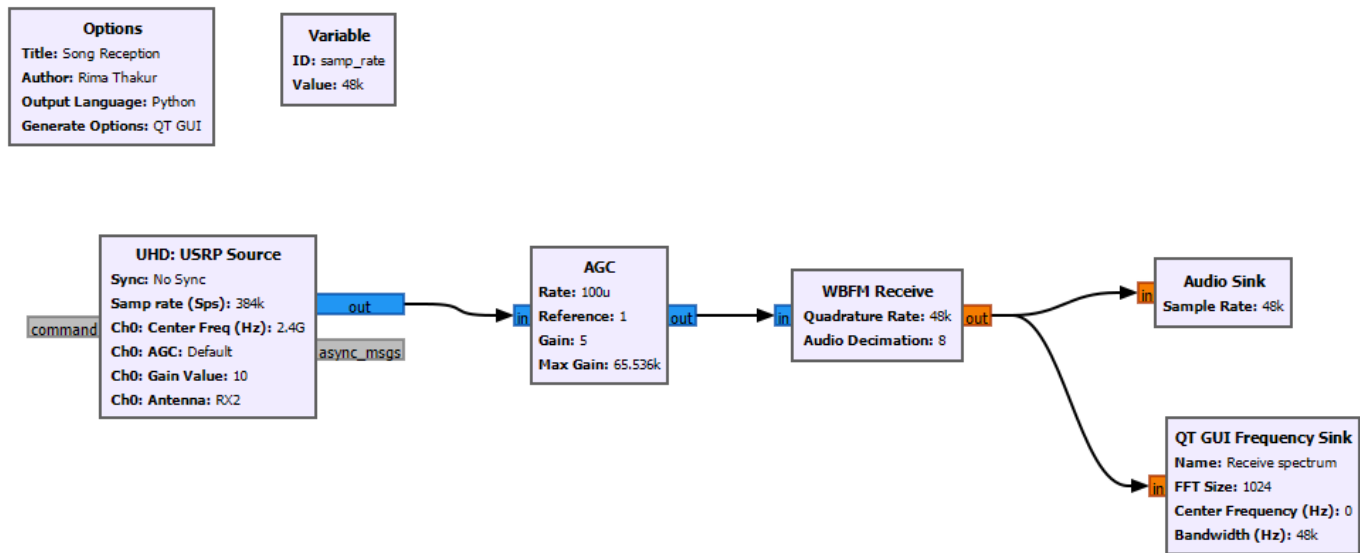 Options
Title: Song Reception
Author: Rima Thakur
Output Language: Python
Generate Options: QT GUI
Variable
ID: samp_rate
Value: 48k
UHD: USRP Source
Sync: No Sync
Samp rate (Sps): 384k
Ch0: Center Freq (Hz): 2.4G
Ch0: AGC: Default
Ch0: Gain Value: 10
Ch0: Antenna: RX2
command
out
async_msgs
AGC
Rate: 100u
Reference: 1
Gain: 5
Max Gain: 65.536k
in
out
WBFM Receive
Quadrature Rate: 48k
Audio Decimation: 8
in
out
Audio Sink
Sample Rate: 48k
in
QT GUI Frequency Sink
Name: Receive spectrum
FFT Size: 1024
Center Frequency (Hz): 0
Bandwidth (Hz): 48k
in